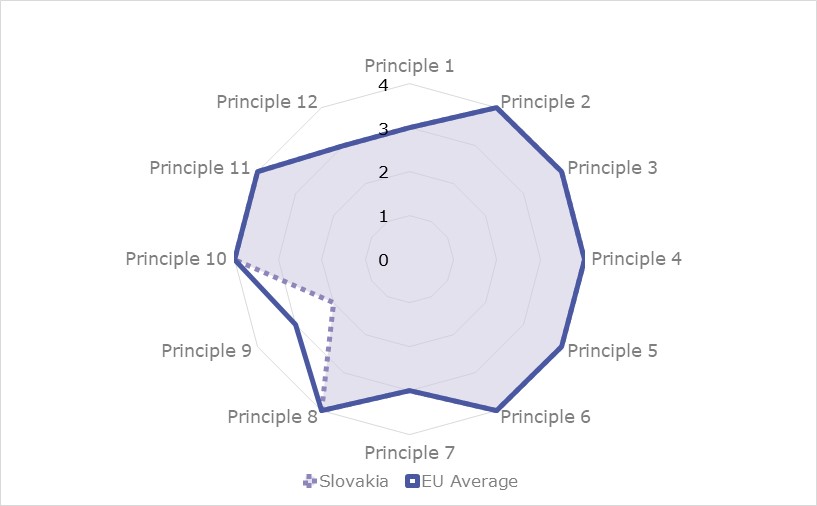 Principle 1
Principle 2
Principle 3
Principle 4
Principle 5
Principle 6
Principle 7
Principle 8
Principle 9
Principle 10
Principle 11
Principle 12
4
3
2
1
0
Slovakia
EU Average